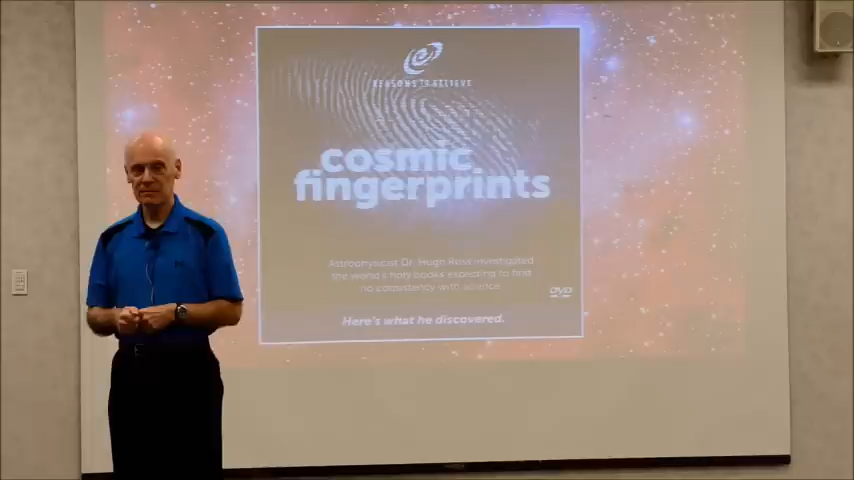 REASONS TO BELIEVE
cosmic
fingerprints
Astrophysicist Dr. Hugh Ross investigated
the world's holy books expecting to find
no consistency with science.
DVD
Here's what he discovered.